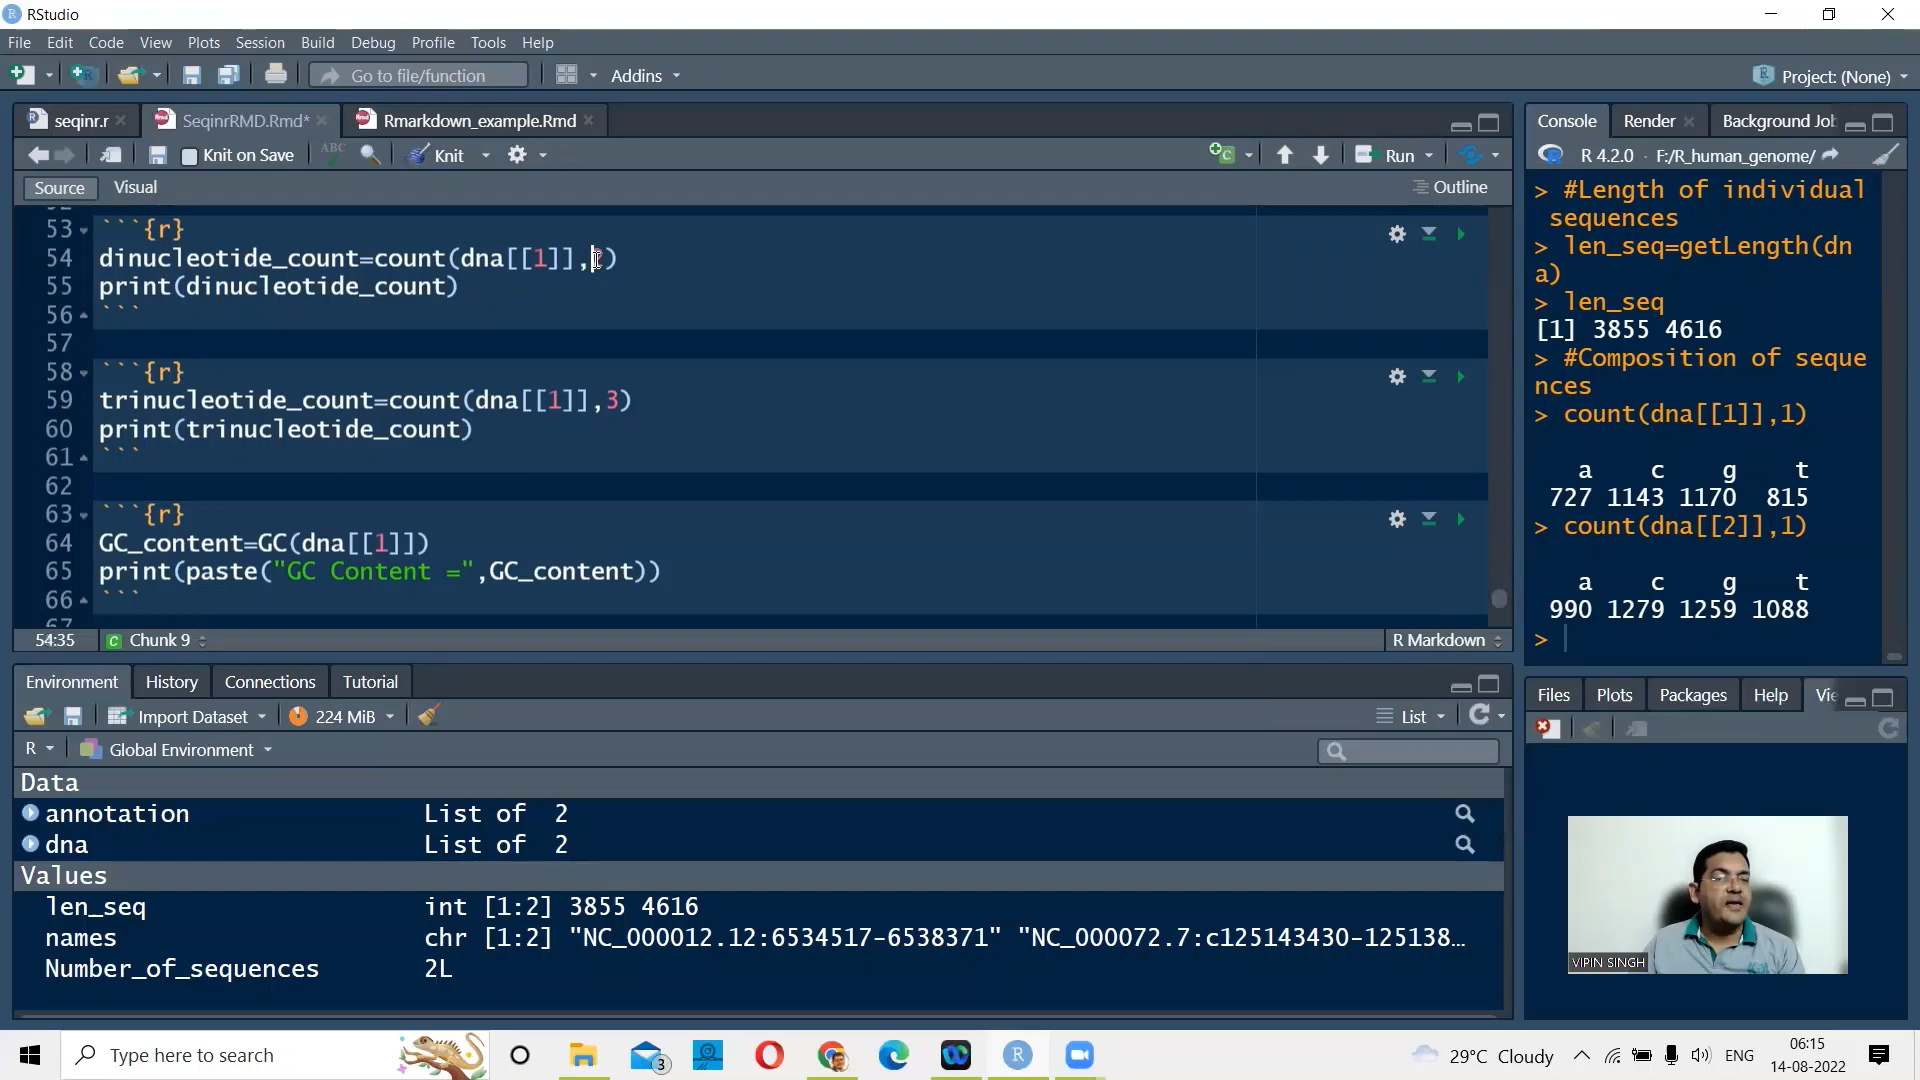 RStudio
File Edit Code View Plots Session Build Debug Profile Tools Help
Go to file/function Addins Project: (None)
seqinr.r SeqinrRMD.Rmd* Rmarkdown_example.Rmd
ABC Knit on Save Knit Run
Source Visual Outline
53 ```{r}
54 dinucleotide_count=count(dna[[1]],2)
55 print(dinucleotide_count)
56 ```
57
58 ```{r}
59 trinucleotide_count=count(dna[[1]],3)
60 print(trinucleotide_count)
61 ```
62
63 ```{r}
64 GC_content=GC(dna[[1]])
65 print(paste("GC Content =",GC_content))
66 ```
67
54:35 Chunk 9 R Markdown
Console Render Background Job
R 4.2.0 · F:/R_human_genome/
> #Length of individual
sequences
> len_seq=getLength(dn
a)
> len_seq
[1] 3855 4616
> #Composition of seque
nces
> count(dna[[1]],1)
a c g t
727 1143 1170 815
> count(dna[[2]],1)
a c g t
990 1279 1259 1088
>
Environment History Connections Tutorial
Import Dataset 224 MiB List
R Global Environment
Data
annotation List of 2
dna List of 2
Values
len_seq int [1:2] 3855 4616
names chr [1:2] "NC_000012.12:6534517-6538371" "NC_000072.7:c125143430-125138…
Number_of_sequences 2L
Files Plots Packages Help Vie
VIPIN SINGH
Type here to search
3
29°C Cloudy ENG
06:15
14-08-2022